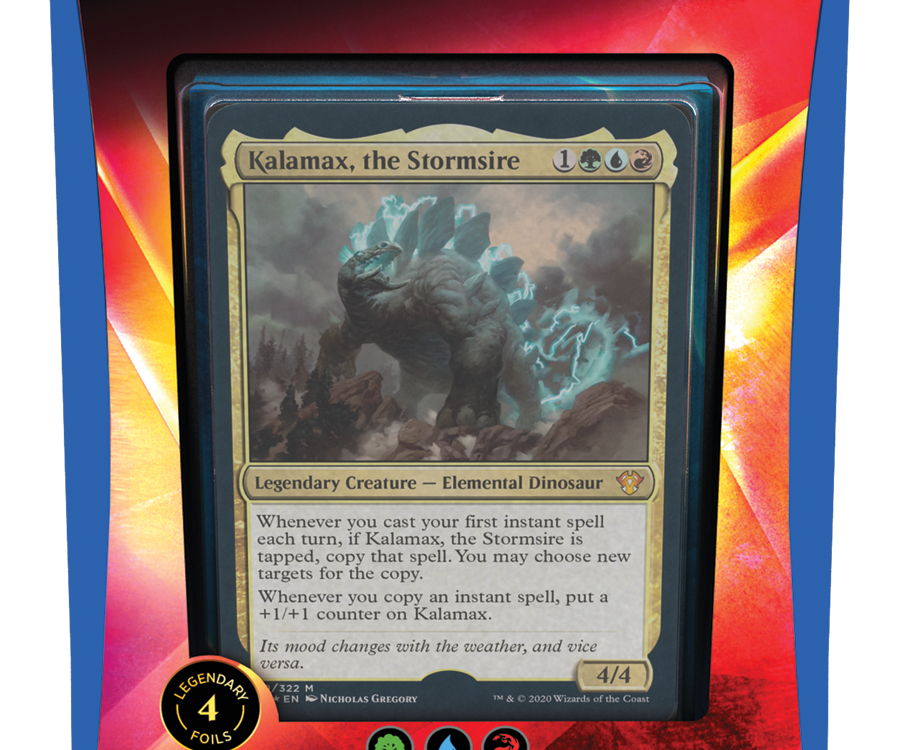 Kalamax, the Stormsire 1
Legendary Creature — Elemental Dinosaur
Whenever you cast your first instant spell
each turn, if Kalamax, the Stormsire is
tapped, copy that spell. You may choose new
targets for the copy.
Whenever you copy an instant spell, put a
+1/+1 counter on Kalamax.
Its mood changes with the weather, and vice
versa.
4/4
/322 M
EN Nicholas Gregory
™ & © 2020 Wizards of the Coast
LEGENDARY
4
FOILS